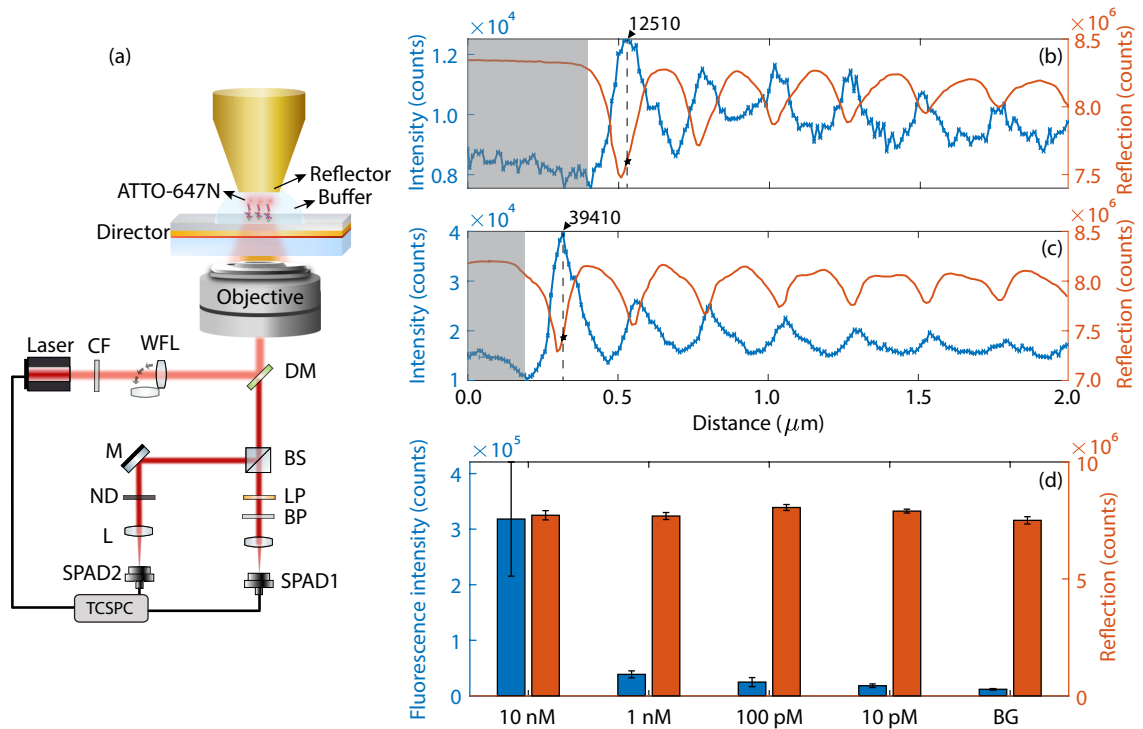 (a)
Reflector
ATTO-647N
Buffer
Director
Objective
Laser
CF
WFL
DM
M
BS
ND
LP
BP
L
SPAD2
SPAD1
TCSPC
×10⁴
12510
×10⁶
1.2
1.0
0.8
Intensity (counts)
(b)
8.5
8.0
7.5
Reflection (counts)
×10⁴
39410
×10⁶
4
3
2
1
Intensity (counts)
(c)
8.5
8.0
7.5
7.0
Reflection (counts)
0.0 0.5 1.0 1.5 2.0
Distance (μm)
×10⁵
×10⁶
4
3
2
1
0
Fluorescence intensity (counts)
(d)
10
5
0
Reflection (counts)
10 nM 1 nM 100 pM 10 pM BG